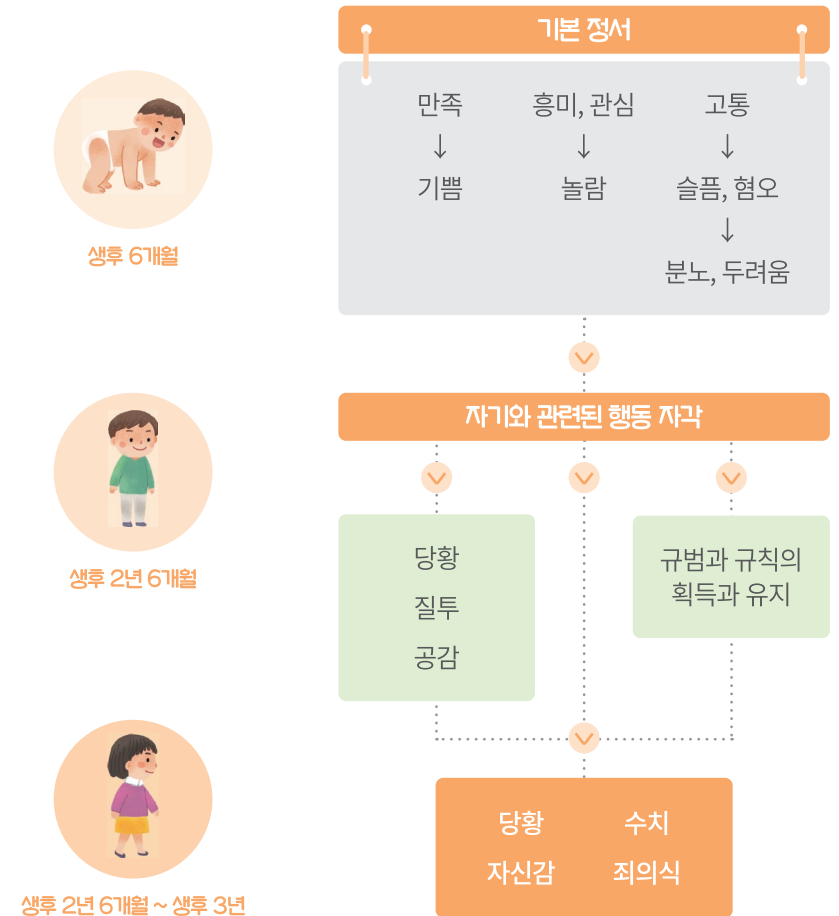 기본 정서
만족 흥미, 관심 고통
↓ ↓ ↓
기쁨 놀람 슬픔, 혐오
↓
분노, 두려움
생후 6개월
자기와 관련된 행동 자각
당황
질투
공감
규범과 규칙의
획득과 유지
생후 2년 6개월
당황 수치
자신감 죄의식
생후 2년 6개월 ~ 생후 3년